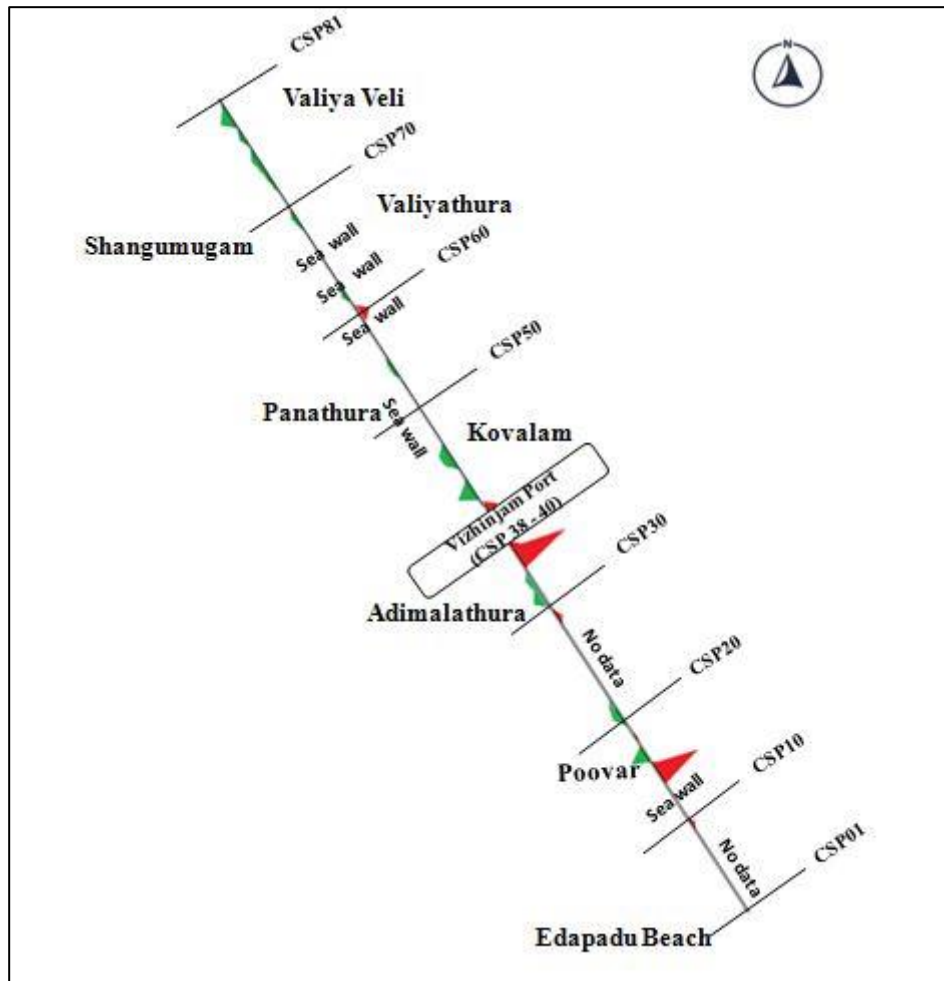 CSP81
N
Valiya Veli
CSP70
Valiyathura
Shangumugam
Sea wall
CSP60
Sea wall
Sea wall
CSP50
Panathura
Sea wall
Kovalam
Vizhinjam Port
(CSP 38 - 40)
CSP30
Adimalathura
No data
CSP20
Poovar
CSP10
Sea wall
CSP01
No data
Edapadu Beach